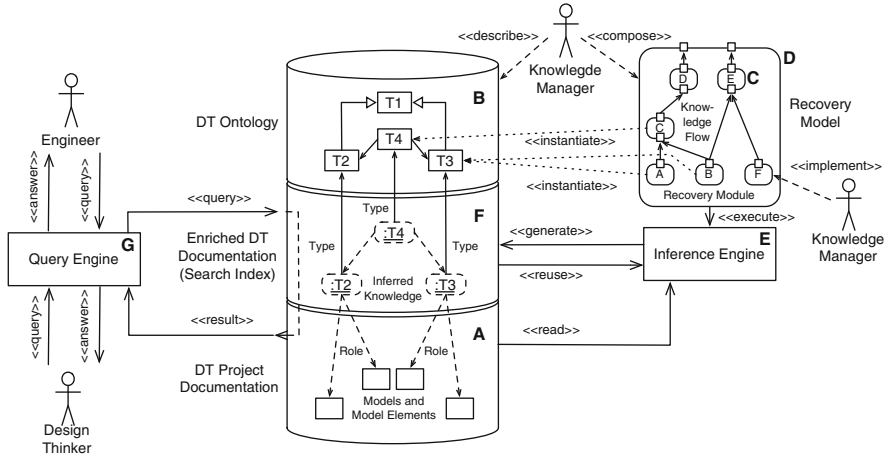 <<describe>>
<<compose>>
Knowlegde
Manager
D
D
E
C
Know-
ledge
Flow
C
A
B
F
Recovery Module
Recovery
Model
<<implement>>
Knowledge
Manager
<<instantiate>>
<<instantiate>>
<<execute>>
DT Ontology
B
T1
T4
T2
T3
Engineer
<<answer>>
<<query>>
<<query>>
G
Query Engine
Enriched DT
Documentation
(Search Index)
F
Type
Type
Type
:T4
:T2
:T3
Inferred
Knowledge
<<generate>>
<<reuse>>
E
Inference Engine
<<result>>
<<read>>
<<query>>
<<answer>>
Design
Thinker
DT Project
Documentation
A
Role
Role
Models and
Model Elements